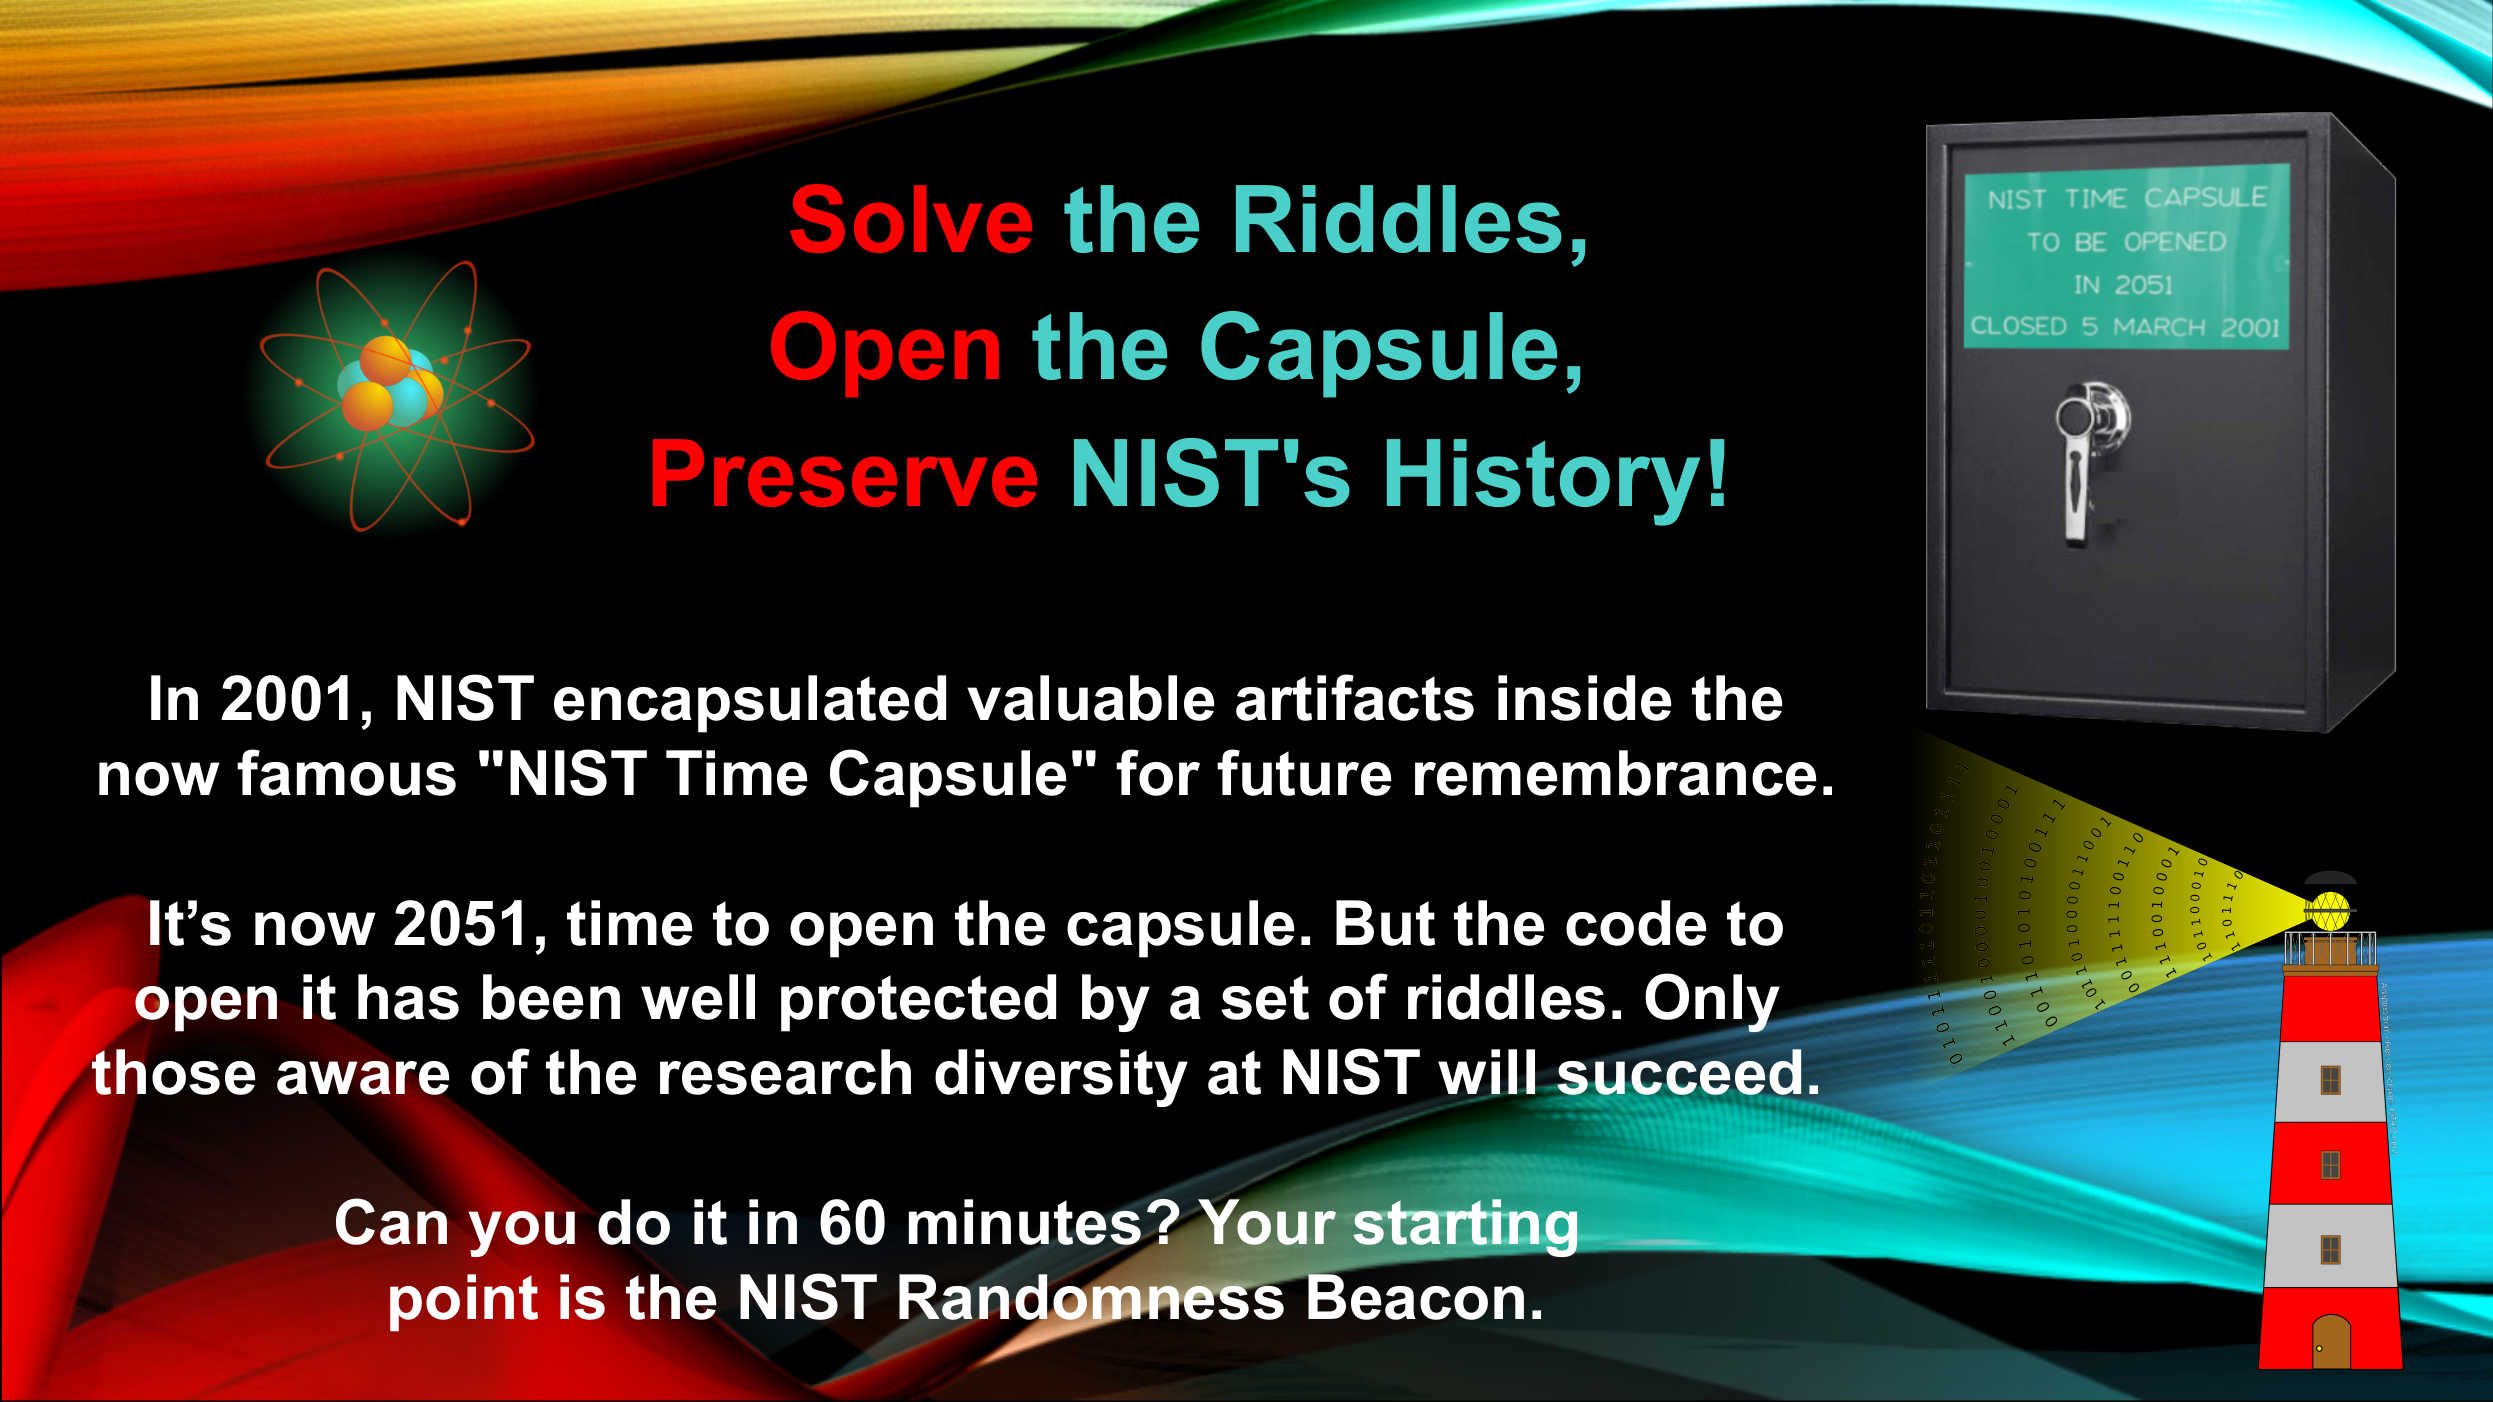 Solve the Riddles,
Open the Capsule,
Preserve NIST's History!
NIST TIME CAPSULE
TO BE OPENED
IN 2051
CLOSED 5 MARCH 2001
In 2001, NIST encapsulated valuable artifacts inside the
now famous "NIST Time Capsule" for future remembrance.
It’s now 2051, time to open the capsule. But the code to
open it has been well protected by a set of riddles. Only
those aware of the research diversity at NIST will succeed.
Can you do it in 60 minutes? Your starting
point is the NIST Randomness Beacon.